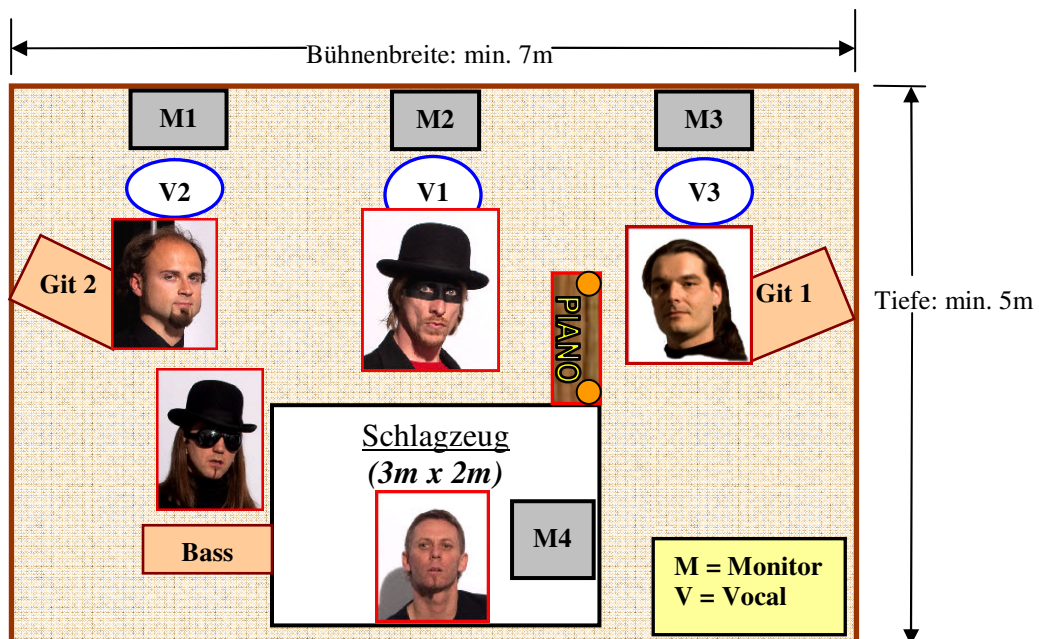 Bühnenbreite: min. 7m
M1
M2
M3
V2
V1
V3
Git 2
PIANO
Git 1
Tiefe: min. 5m
Schlagzeug
(3m x 2m)
Bass
M4
M = Monitor
V = Vocal